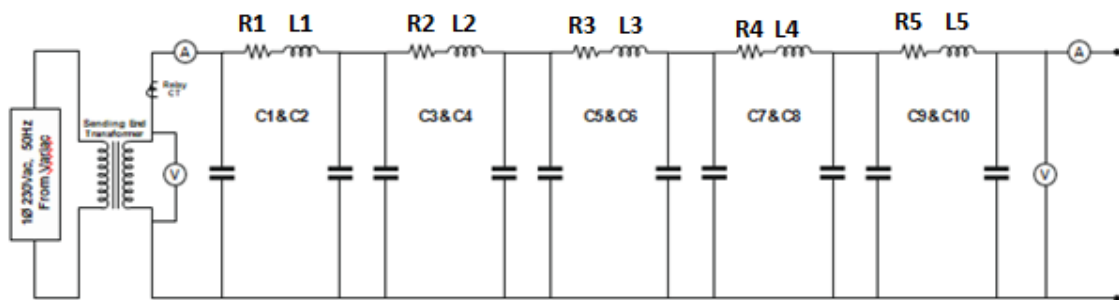 R1 L1 R2 L2 R3 L3 R4 L4 R5 L5
A
A
Relay
CT
1Ø 230Vac, 50Hz
From Variac
Sending End
Transformer
C1&C2 C3&C4 C5&C6 C7&C8 C9&C10
V
V